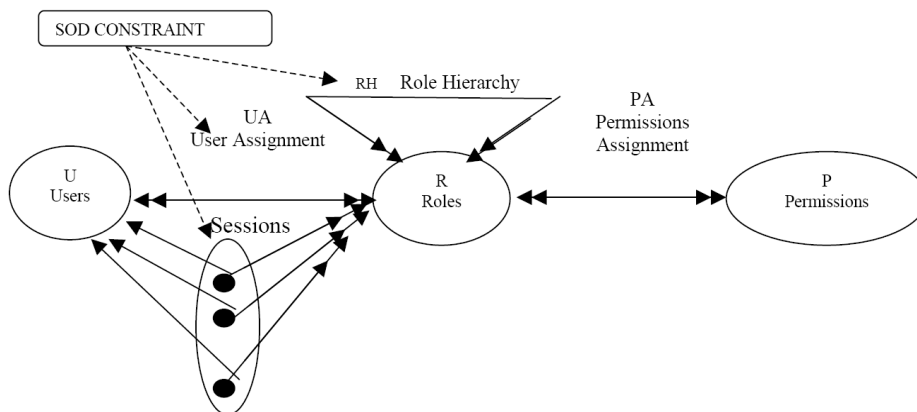 SOD CONSTRAINT
RH Role Hierarchy
UA
User Assignment
PA
Permissions
Assignment
U
Users
R
Roles
P
Permissions
Sessions